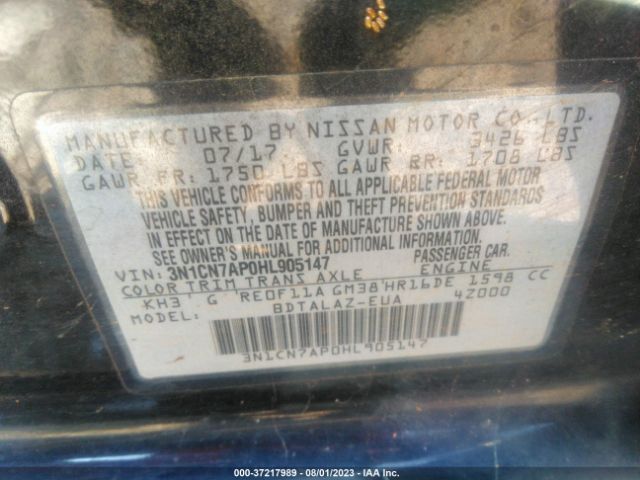 MANUFACTURED BY NISSAN MOTOR CO., LTD.
DATE: 07/17 GVWR: 3426 LBS
GAWR FR: 1750 LBS GAWR RR: 1708 LBS
THIS VEHICLE CONFORMS TO ALL APPLICABLE FEDERAL MOTOR
VEHICLE SAFETY, BUMPER AND THEFT PREVENTION STANDARDS
IN EFFECT ON THE DATE OF MANUFACTURE SHOWN ABOVE.
SEE OWNER'S MANUAL FOR ADDITIONAL INFORMATION.
VIN: 3N1CN7AP0HL905147 PASSENGER CAR.
COLOR TRIM TRANS AXLE ENGINE
KH3 G RE0F11A GM38 HR16DE 1598 CC
MODEL: BDTALAZ-EUA 4Z000
3N1CN7AP0HL905147
000-37217989 - 08/01/2023 - IAA Inc.